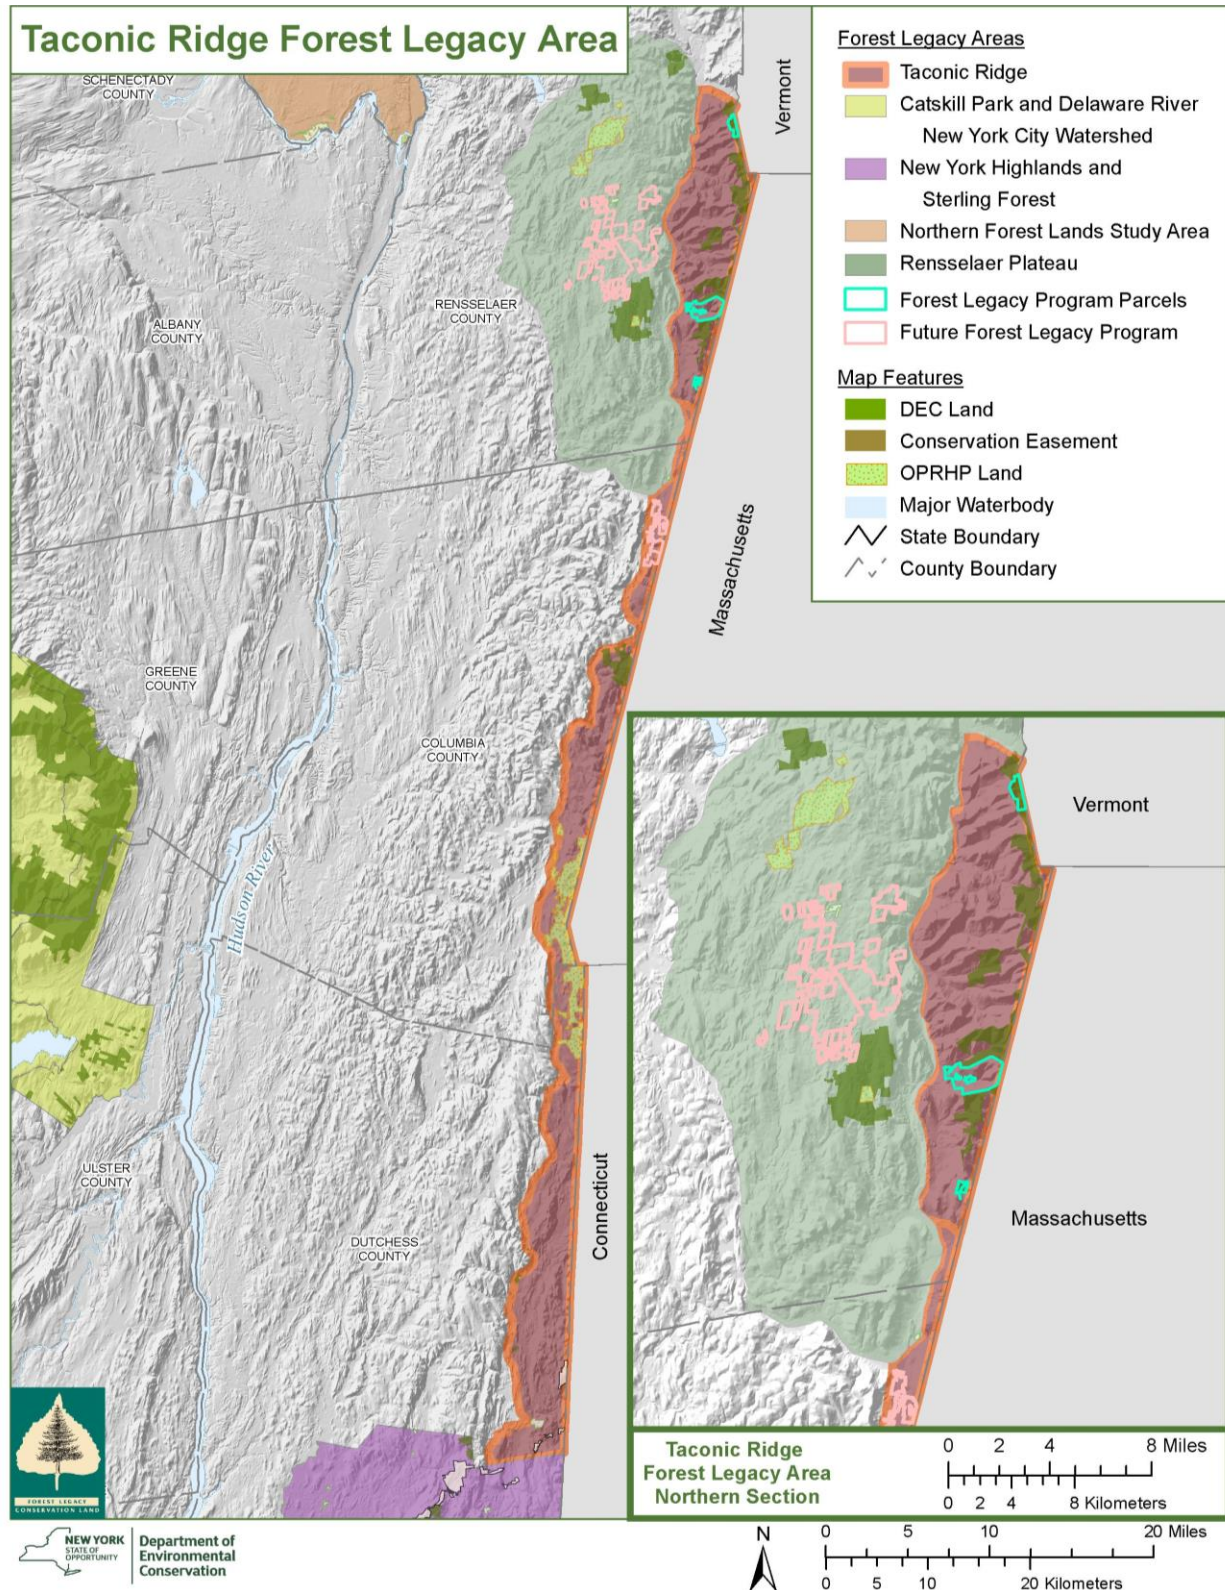 Taconic Ridge Forest Legacy Area
SCHENECTADY
COUNTY
ALBANY
COUNTY
RENSSELAER
COUNTY
GREENE
COUNTY
COLUMBIA
COUNTY
Hudson River
ULSTER
COUNTY
DUTCHESS
COUNTY
Vermont
Massachusetts
Connecticut
Forest Legacy Areas
Taconic Ridge
Catskill Park and Delaware River
New York City Watershed
New York Highlands and
Sterling Forest
Northern Forest Lands Study Area
Rensselaer Plateau
Forest Legacy Program Parcels
Future Forest Legacy Program
Map Features
DEC Land
Conservation Easement
OPRHP Land
Major Waterbody
State Boundary
County Boundary
Vermont
Massachusetts
Taconic Ridge
Forest Legacy Area
Northern Section
0 2 4 8 Miles
0 2 4 8 Kilometers
FOREST LEGACY
CONSERVATION LAND
NEW YORK
STATE OF
OPPORTUNITY
Department of
Environmental
Conservation
N
0 5 10 20 Miles
0 5 10 20 Kilometers